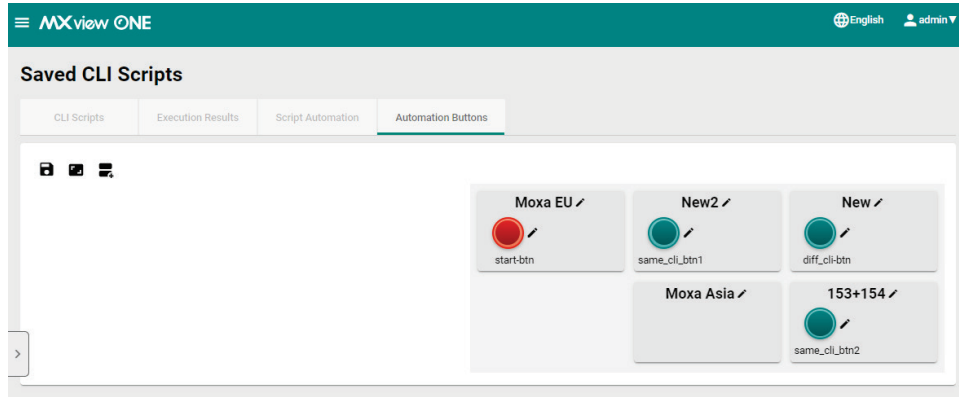 MXview ONE
English admin
Saved CLI Scripts
CLI Scripts Execution Results Script Automation Automation Buttons
Moxa EU New2 New
start-btn same_cli_btn1 diff_cli-btn
Moxa Asia 153+154
same_cli_btn2